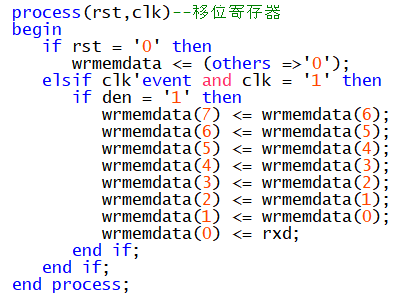 process(rst,clk)--移位寄存器
begin
if rst = '0' then
wrmemdata <= (others =>'0');
elsif clk'event and clk = '1' then
if den = '1' then
wrmemdata(7) <= wrmemdata(6);
wrmemdata(6) <= wrmemdata(5);
wrmemdata(5) <= wrmemdata(4);
wrmemdata(4) <= wrmemdata(3);
wrmemdata(3) <= wrmemdata(2);
wrmemdata(2) <= wrmemdata(1);
wrmemdata(1) <= wrmemdata(0);
wrmemdata(0) <= rxd;
end if;
end if;
end process;